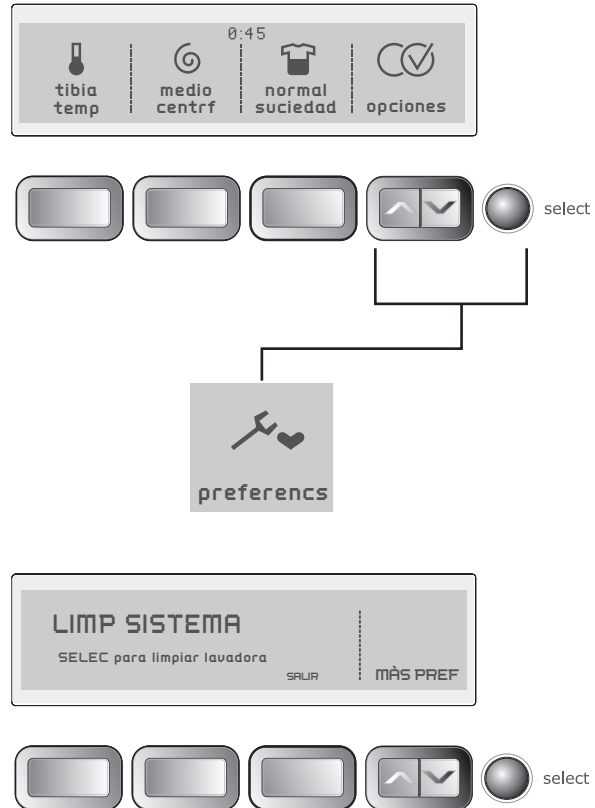 0:45
tibia temp
medio centrf
normal suciedad
opciones
select
preferencs
LIMP SISTEMA
SELEC para limpiar lavadora
SALIR
MÀS PREF
select